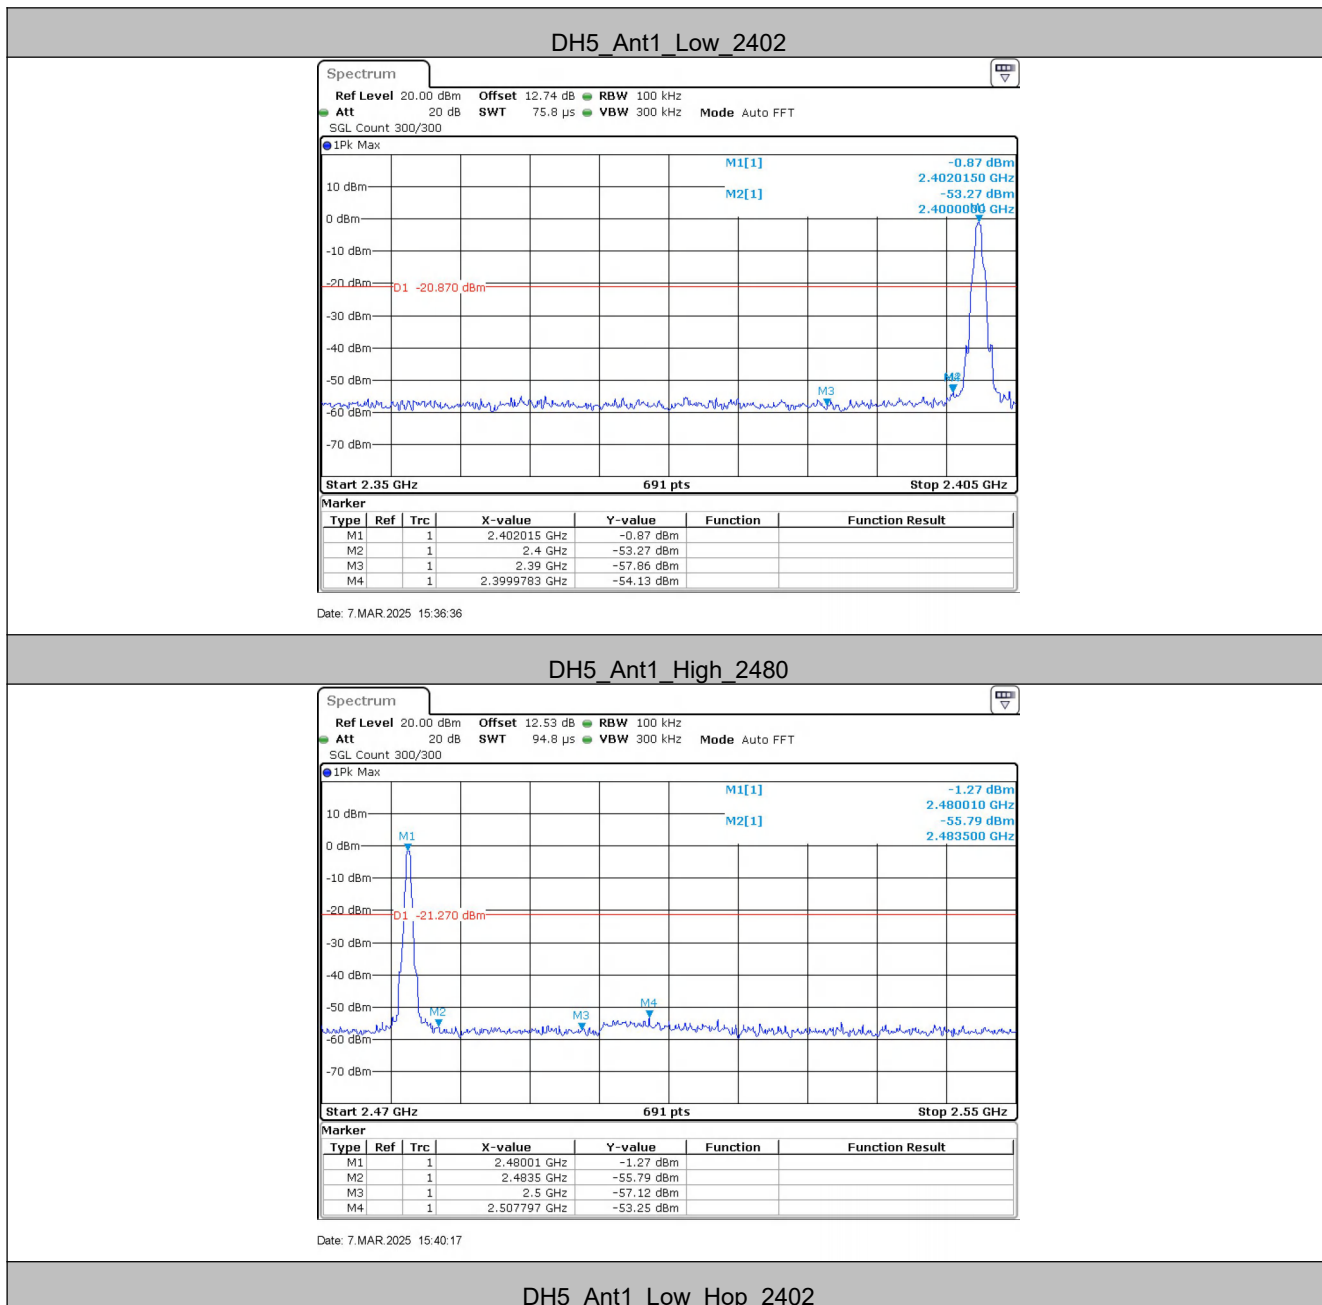 DH5_Ant1_Low_2402
Spectrum
Ref Level 20.00 dBm Offset 12.74 dB RBW 100 kHz
Att 20 dB SWT 75.8 µs VBW 300 kHz Mode Auto FFT
SGL Count 300/300
1Pk Max
M1[1] -0.87 dBm
2.4020150 GHz
10 dBm
M2[1] -53.27 dBm
GHz
M1
0 dBm
-10 dBm
-20 dBm
D1 -20.870 dBm
-30 dBm
-40 dBm
-50 dBm
M3
-60 dBm
-70 dBm
Start 2.35 GHz 691 pts Stop 2.405 GHz
Marker
Type Ref Trc X-value Y-value Function Function Result
M1 1 2.402015 GHz -0.87 dBm
M2 1 2.4 GHz -53.27 dBm
M3 1 2.39 GHz -57.86 dBm
M4 1 2.3999783 GHz -54.13 dBm
Date: 7.MAR.2025 15:36:36
DH5_Ant1_High_2480
Spectrum
Ref Level 20.00 dBm Offset 12.53 dB RBW 100 kHz
Att 20 dB SWT 94.8 µs VBW 300 kHz Mode Auto FFT
SGL Count 300/300
1Pk Max
M1[1] -1.27 dBm
2.480010 GHz
10 dBm
M2[1] -55.79 dBm
2.483500 GHz
M1
0 dBm
-10 dBm
-20 dBm
D1 -21.270 dBm
-30 dBm
-40 dBm
-50 dBm
M2 M3 M4
-60 dBm
-70 dBm
Start 2.47 GHz 691 pts Stop 2.55 GHz
Marker
Type Ref Trc X-value Y-value Function Function Result
M1 1 2.48001 GHz -1.27 dBm
M2 1 2.4835 GHz -55.79 dBm
M3 1 2.5 GHz -57.12 dBm
M4 1 2.507797 GHz -53.25 dBm
Date: 7.MAR.2025 15:40:17
DH5_Ant1_Low_Hop_2402